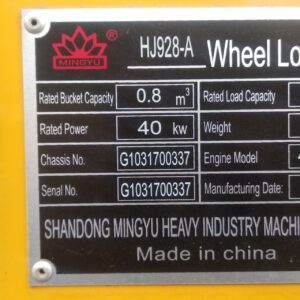 MINGYU ® HJ928-A Wheel Lo
Rated Bucket Capacity 0.8 m³ Rated Load Capacity
Rated Power 40 kw Weight
Chassis No. G1031700337 Engine Model 4
Serial No. G1031700337 Manufacturing Date:
SHANDONG MINGYU HEAVY INDUSTRY MACHI
Made in china